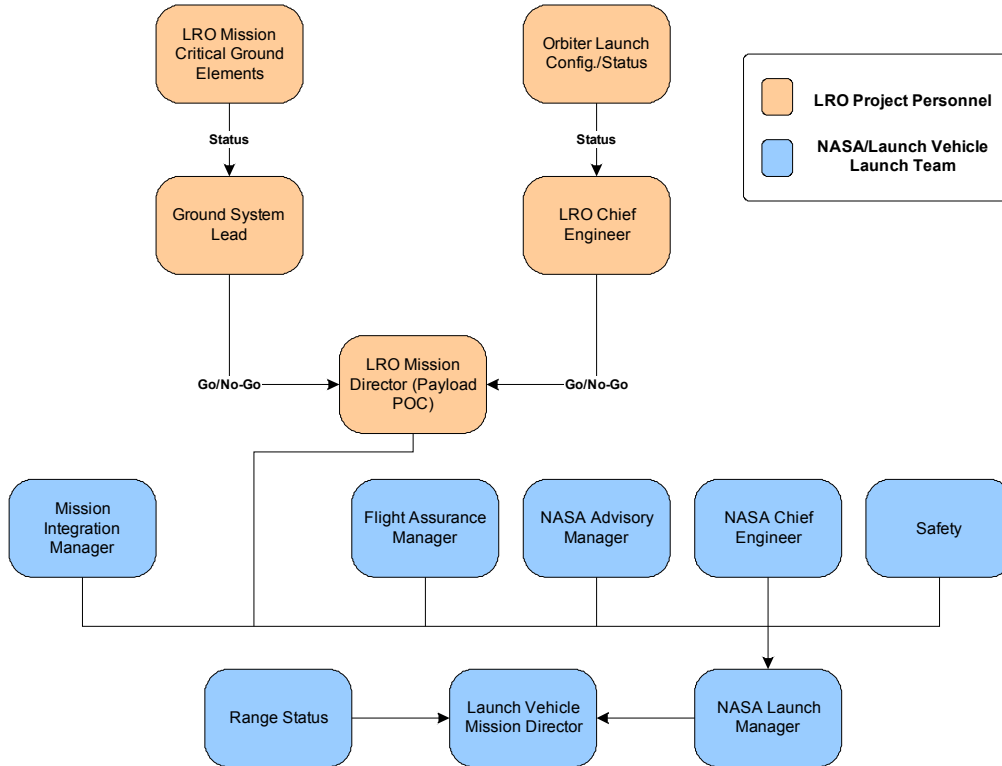 LRO Mission
Critical Ground
Elements
Orbiter Launch
Config./Status
LRO Project Personnel
NASA/Launch Vehicle
Launch Team
Status
Status
Ground System
Lead
LRO Chief
Engineer
LRO Mission
Director (Payload
POC)
Go/No-Go
Go/No-Go
Mission
Integration
Manager
Flight Assurance
Manager
NASA Advisory
Manager
NASA Chief
Engineer
Safety
Range Status
Launch Vehicle
Mission Director
NASA Launch
Manager